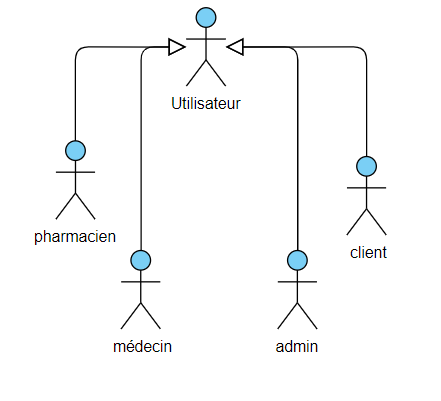 Utilisateur
pharmacien
client
médecin
admin